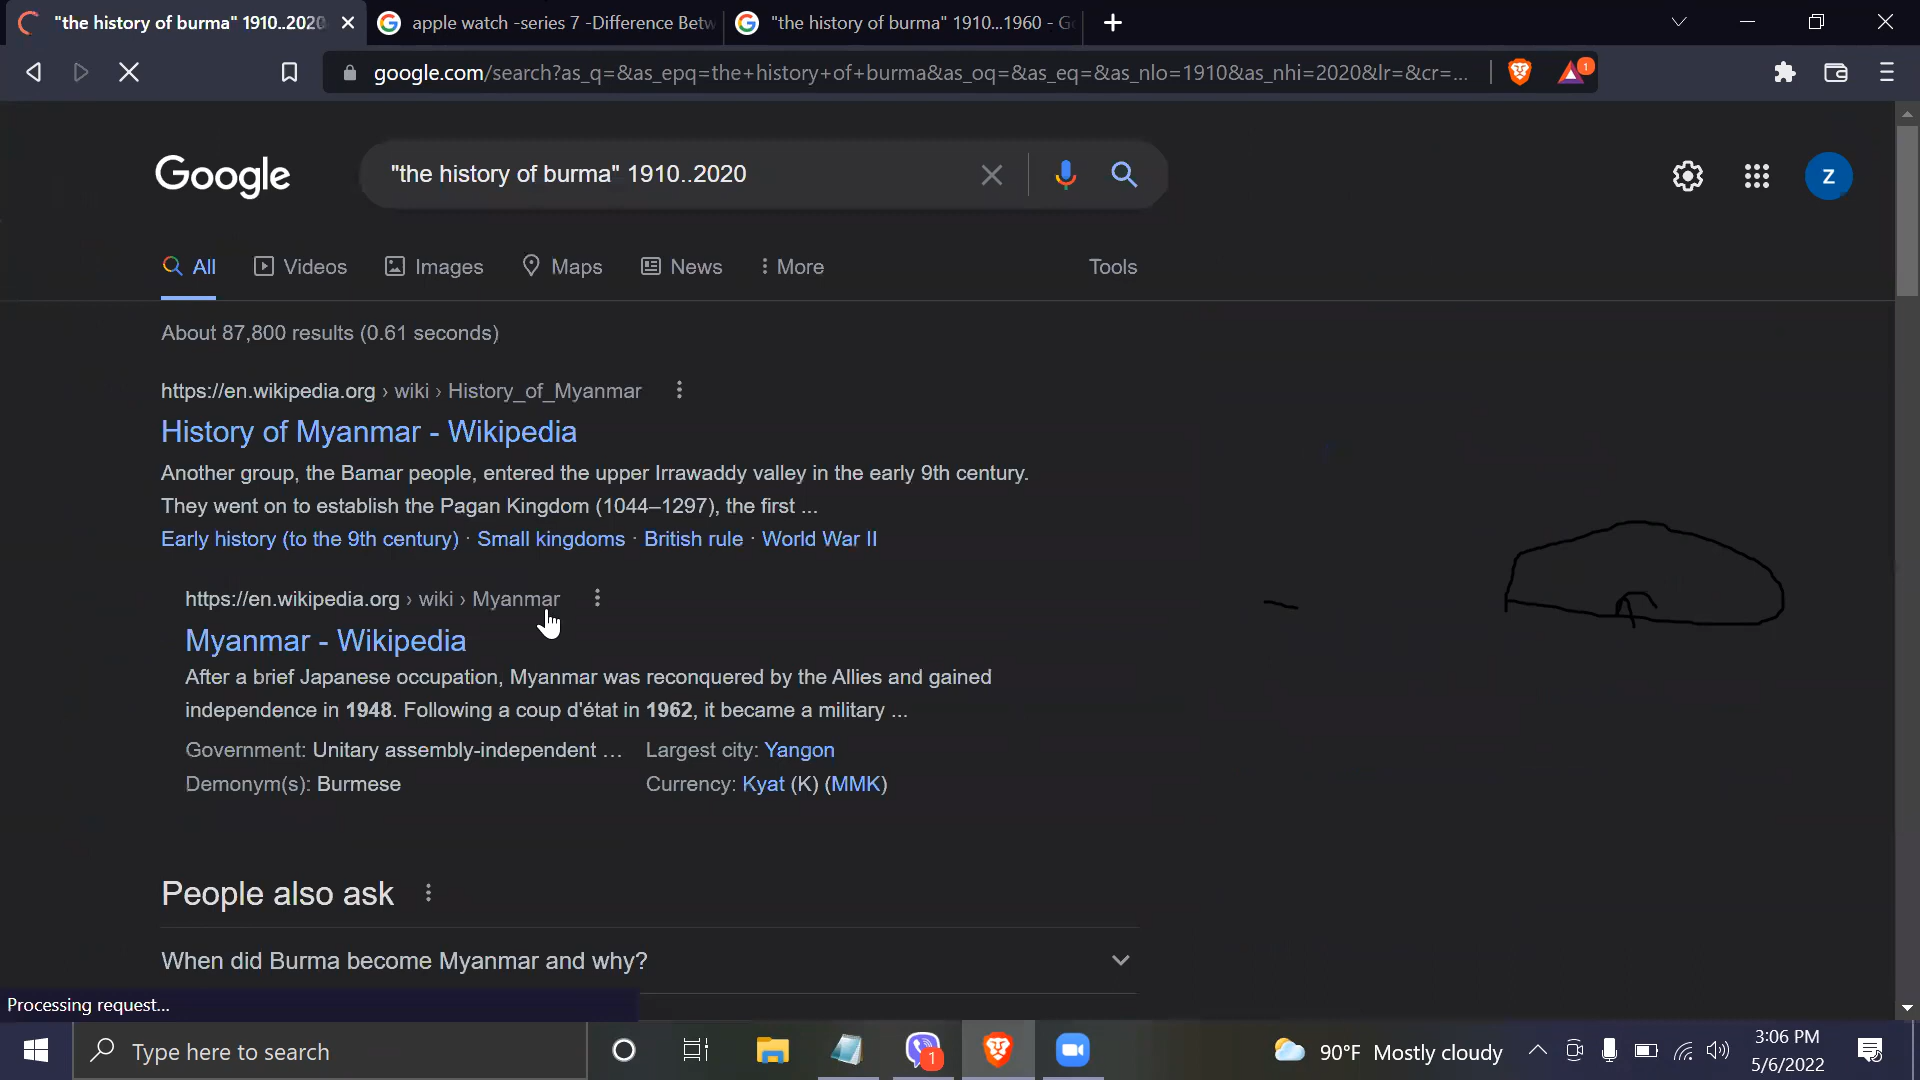 "the history of burma" 1910..2020
apple watch -series 7 -Difference Betw
"the history of burma" 1910...1960 - G
google.com/search?as_q=&as_epq=the+history+of+burma&as_oq=&as_eq=&as_nlo=1910&as_nhi=2020&lr=&cr=...
1
Google
"the history of burma" 1910..2020
Z
All
Videos
Images
Maps
News
More
Tools
About 87,800 results (0.61 seconds)
https://en.wikipedia.org › wiki › History_of_Myanmar
History of Myanmar - Wikipedia
Another group, the Bamar people, entered the upper Irrawaddy valley in the early 9th century.
They went on to establish the Pagan Kingdom (1044–1297), the first ...
Early history (to the 9th century) · Small kingdoms · British rule · World War II
https://en.wikipedia.org › wiki › Myanmar
Myanmar - Wikipedia
After a brief Japanese occupation, Myanmar was reconquered by the Allies and gained
independence in 1948. Following a coup d'état in 1962, it became a military ...
Government: Unitary assembly-independent ... Largest city: Yangon
Demonym(s): Burmese Currency: Kyat (K) (MMK)
People also ask
When did Burma become Myanmar and why?
Processing request...
Type here to search
1
90°F Mostly cloudy
3:06 PM
5/6/2022